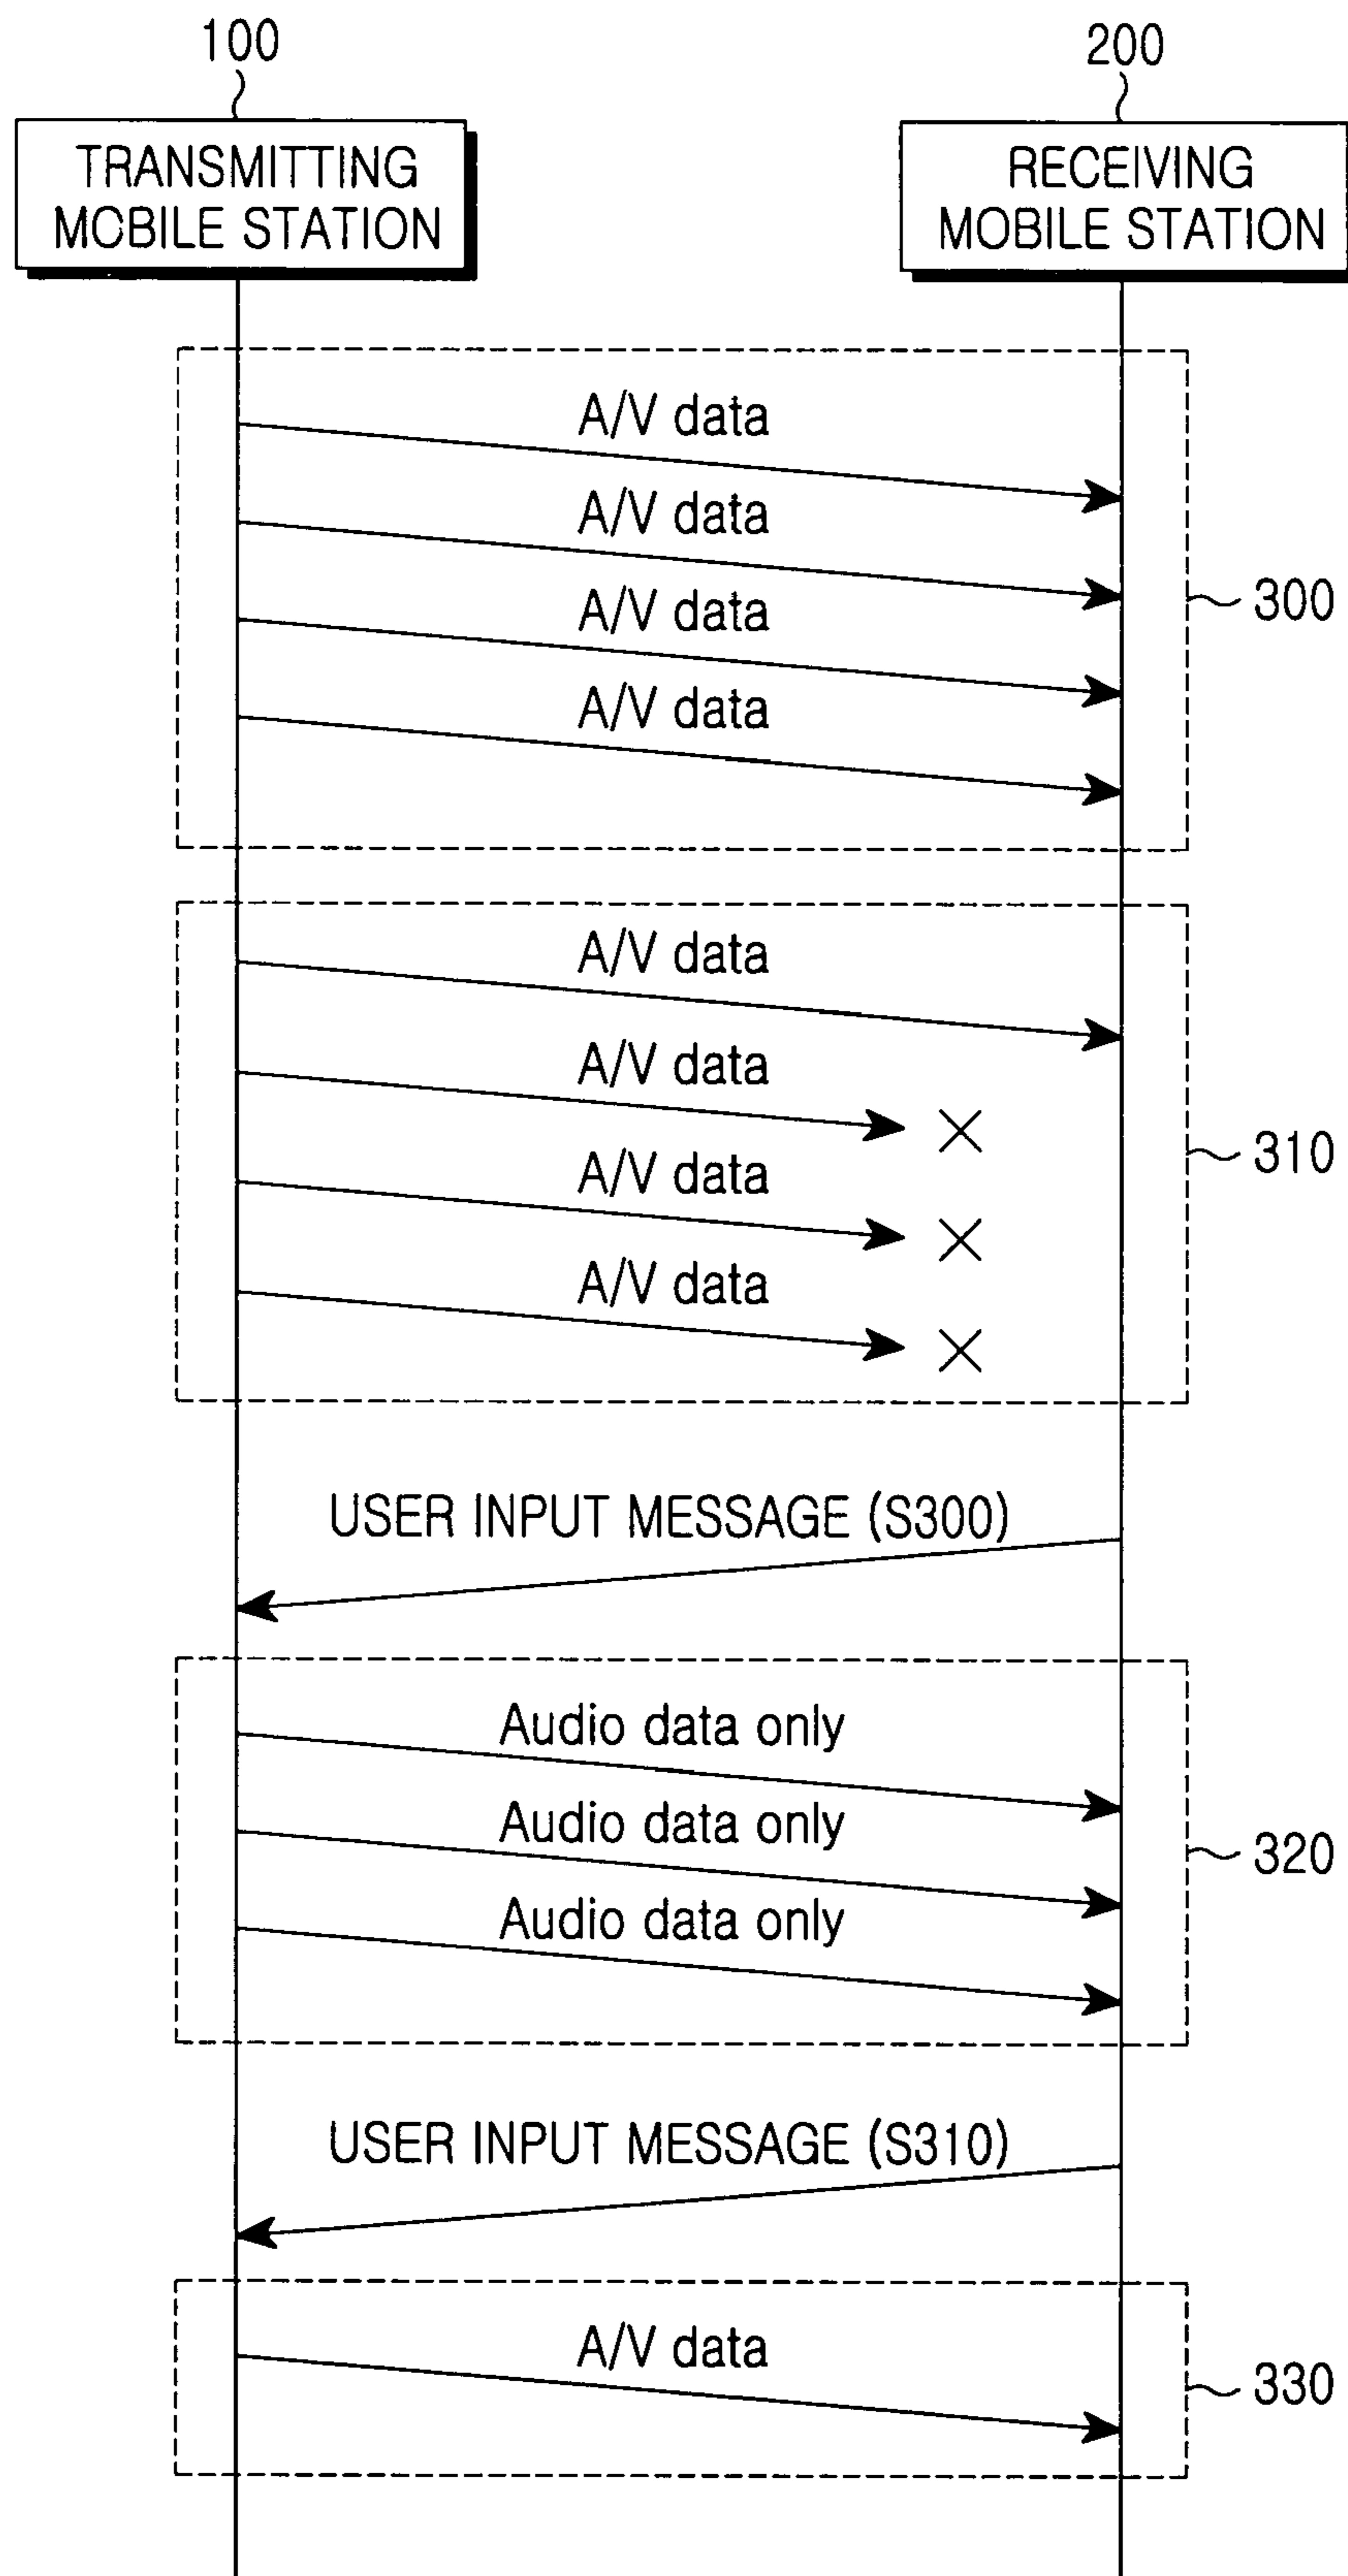 100
200
TRANSMITTING
MOBILE STATION
RECEIVING
MOBILE STATION
A/V data
A/V data
A/V data
A/V data
300
A/V data
A/V data
A/V data
A/V data
310
USER INPUT MESSAGE (S300)
Audio data only
Audio data only
Audio data only
320
USER INPUT MESSAGE (S310)
A/V data
330